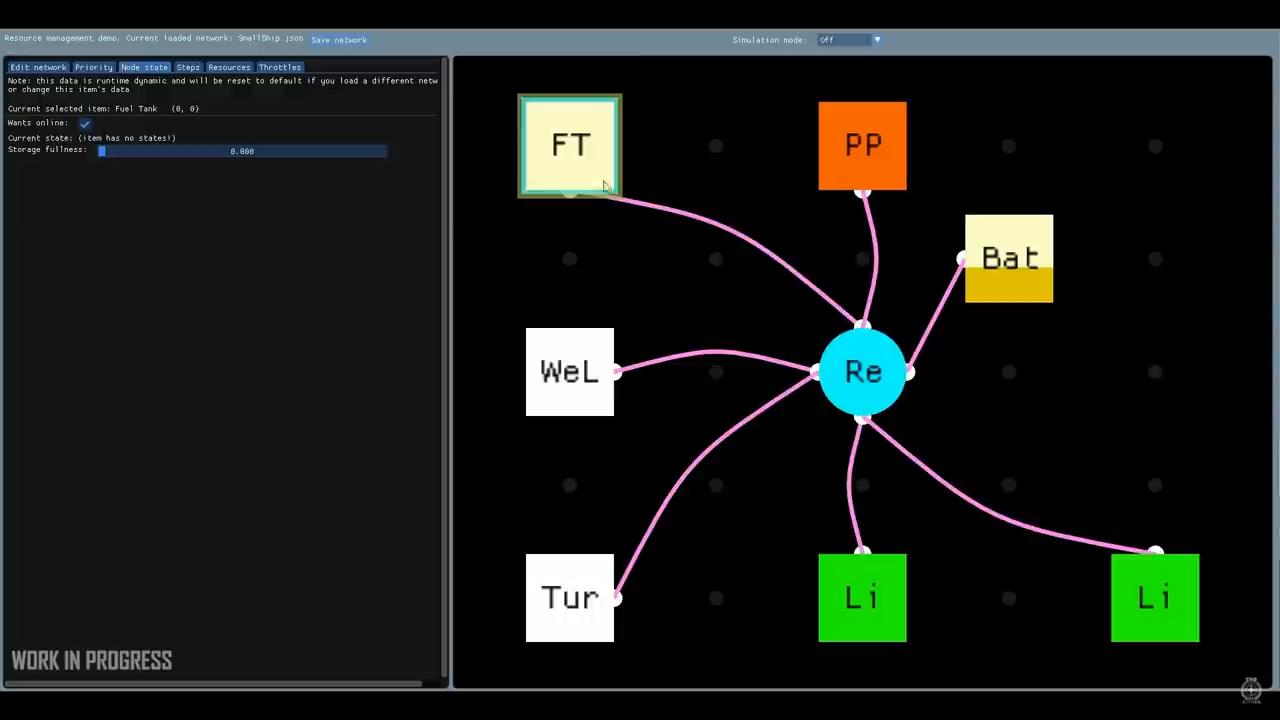 Resource management demo. Current loaded network: SmallShip.json Save network Simulation mode: Off
Edit network Priority Node state Steps Resources Throttles
Note: this data is runtime dynamic and will be reset to default if you load a different netw
or change this item's data
Current selected item: Fuel Tank (0, 0)
Wants online:
Current state: (item has no states!)
Storage fullness: 0.000
FT
PP
Bat
WeL
Re
Tur
Li
Li
WORK IN PROGRESS